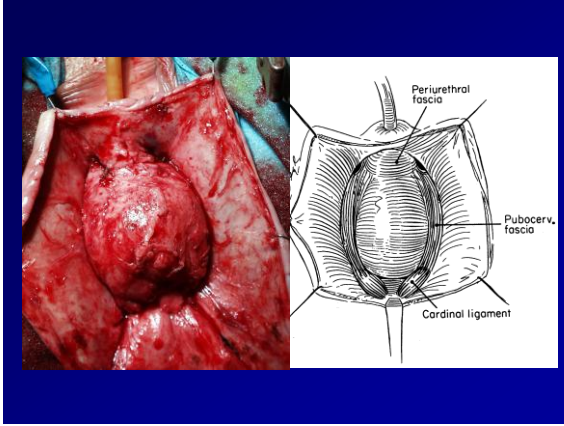 Periurethral
fascia
Pubocerv.
fascia
Cardinal ligament